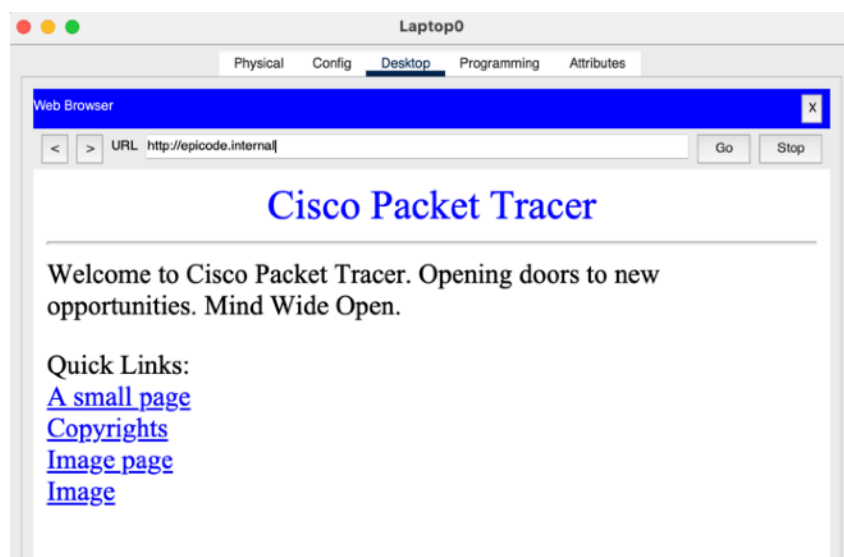 Laptop0
Physical Config Desktop Programming Attributes
Web Browser X
< > URL http://epicode.internal Go Stop
Cisco Packet Tracer
Welcome to Cisco Packet Tracer. Opening doors to new
opportunities. Mind Wide Open.
Quick Links:
A small page
Copyrights
Image page
Image